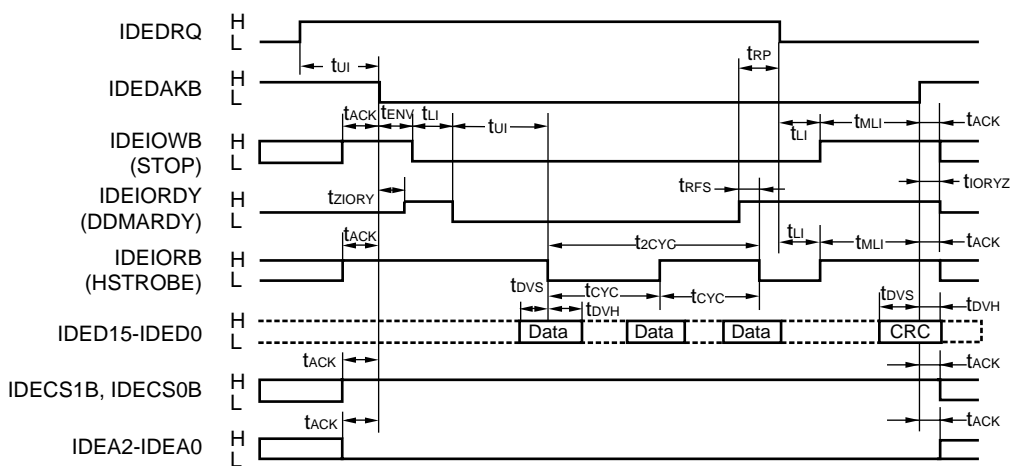 IDEDRQ H
L
tUI tRP
IDEDAKB H
L
tACK tENV tLI tUI tLI tMLI tACK
IDEIOWB H
(STOP) L
tZIORY tRFS tIORYZ
IDEIORDY H
(DDMARDY) L
tACK t2CYC tLI tMLI tACK
IDEIORB H
(HSTROBE) L
tDVS tCYC tCYC tDVS
tDVH tDVH
IDED15-IDED0 H
L
Data Data Data CRC
tACK tACK
IDECS1B, IDECS0B H
L
tACK tACK
IDEA2-IDEA0 H
L